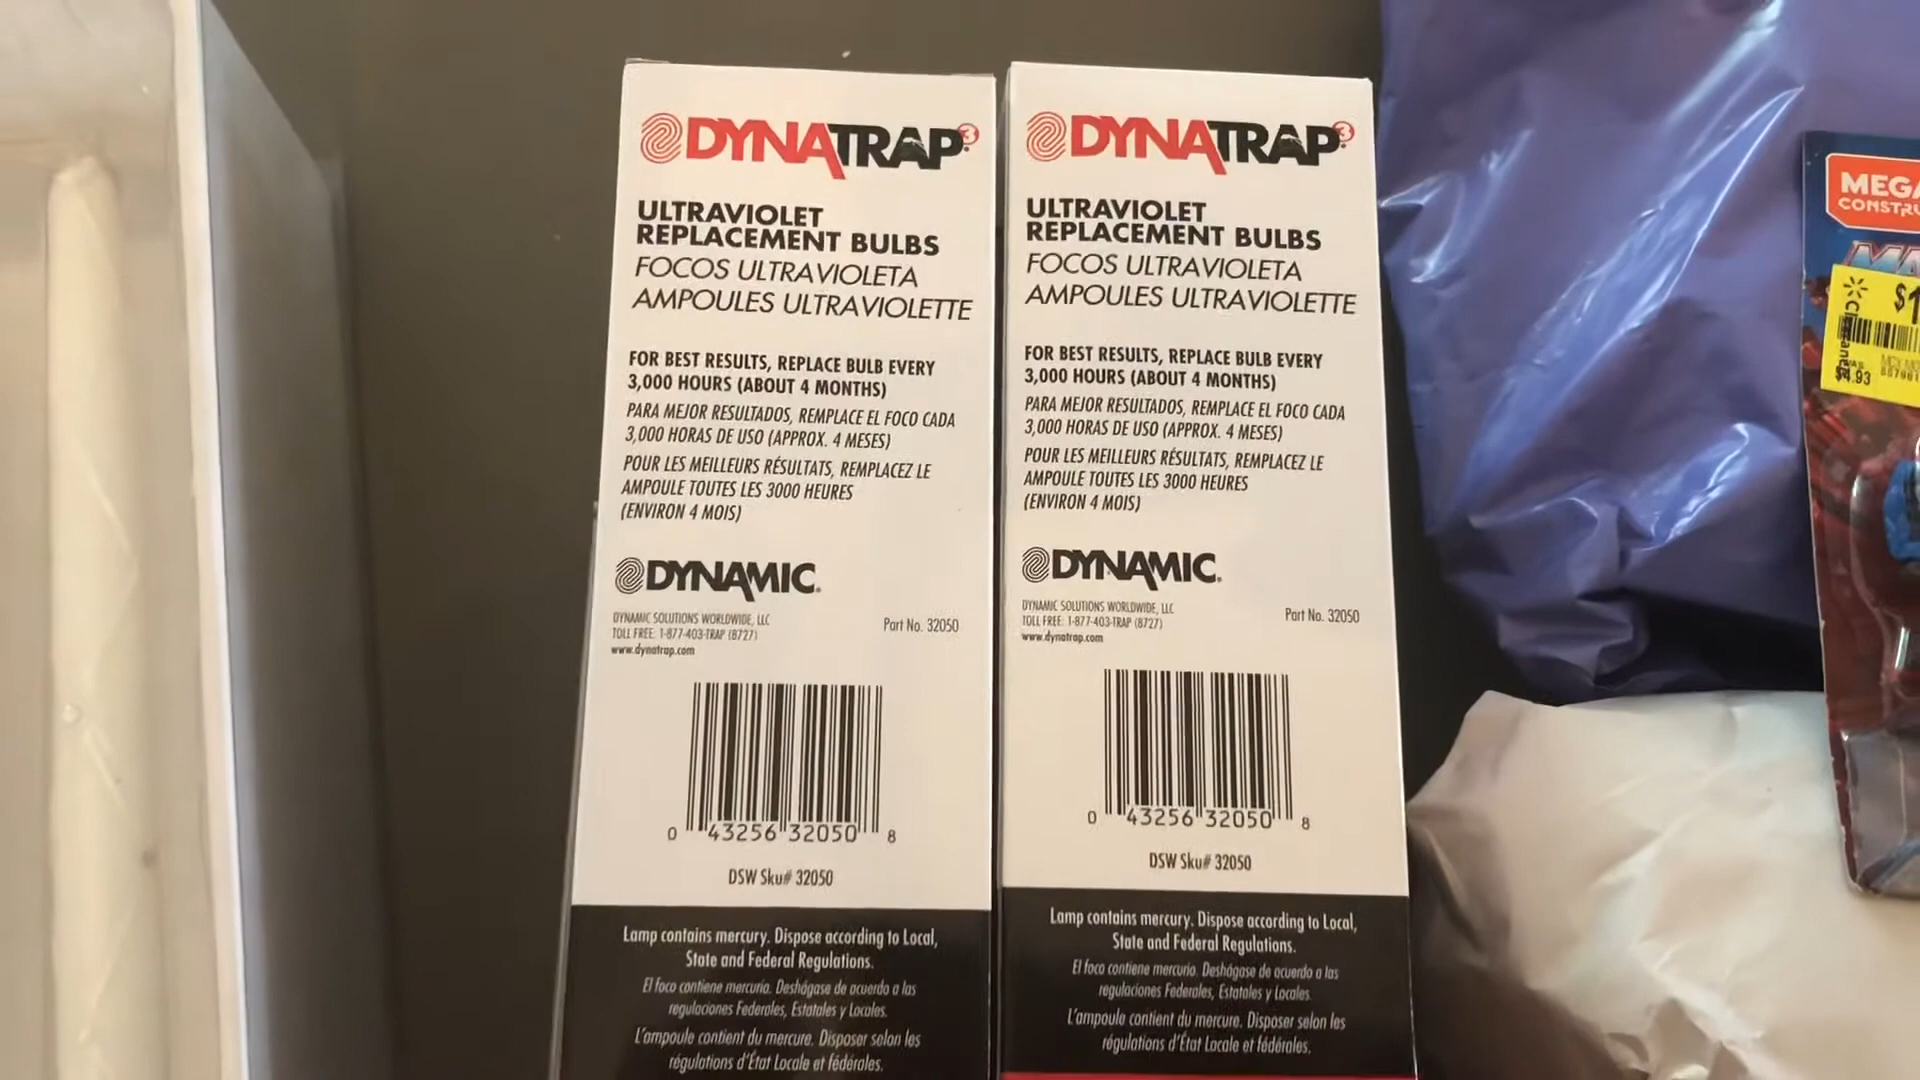 DYNATRAP
ULTRAVIOLET
REPLACEMENT BULBS
FOCOS ULTRAVIOLETA
AMPOULES ULTRAVIOLETTE
FOR BEST RESULTS, REPLACE BULB EVERY
3,000 HOURS (ABOUT 4 MONTHS)
PARA MEJOR RESULTADOS, REMPLACE EL FOCO CADA
3,000 HORAS DE USO (APPROX. 4 MESES)
POUR LES MEILLEURS RÉSULTATS, REMPLACEZ LE
AMPOULE TOUTES LES 3000 HEURES
(ENVIRON 4 MOIS)
DYNAMIC.
DYNAMIC SOLUTIONS WORLDWIDE, LLC
TOLL FREE: 1-877-403-TRAP (8727)
www.dynatrap.com
Part No. 32050
0 43256 32050 8
DSW Sku# 32050
Lamp contains mercury. Dispose according to Local,
State and Federal Regulations.
El foco contiene mercurio. Deshágase de acuerdo a las
regulaciones Federales, Estatales y Locales.
L'ampoule contient du mercure. Disposer selon les
régulations d'État Locale et fédérales.
DYNATRAP
ULTRAVIOLET
REPLACEMENT BULBS
FOCOS ULTRAVIOLETA
AMPOULES ULTRAVIOLETTE
FOR BEST RESULTS, REPLACE BULB EVERY
3,000 HOURS (ABOUT 4 MONTHS)
PARA MEJOR RESULTADOS, REMPLACE EL FOCO CADA
3,000 HORAS DE USO (APPROX. 4 MESES)
POUR LES MEILLEURS RÉSULTATS, REMPLACEZ LE
AMPOULE TOUTES LES 3000 HEURES
(ENVIRON 4 MOIS)
DYNAMIC.
DYNAMIC SOLUTIONS WORLDWIDE, LLC
TOLL FREE: 1-877-403-TRAP (8727)
www.dynatrap.com
Part No. 32050
0 43256 32050 8
DSW Sku# 32050
Lamp contains mercury. Dispose according to Local,
State and Federal Regulations.
El foco contiene mercurio. Deshágase de acuerdo a las
regulaciones Federales, Estatales y Locales.
L'ampoule contient du mercure. Disposer selon les
régulations d'État Locale et fédérales.
MEGA
CONSTRU
$1
WAS
$4.93